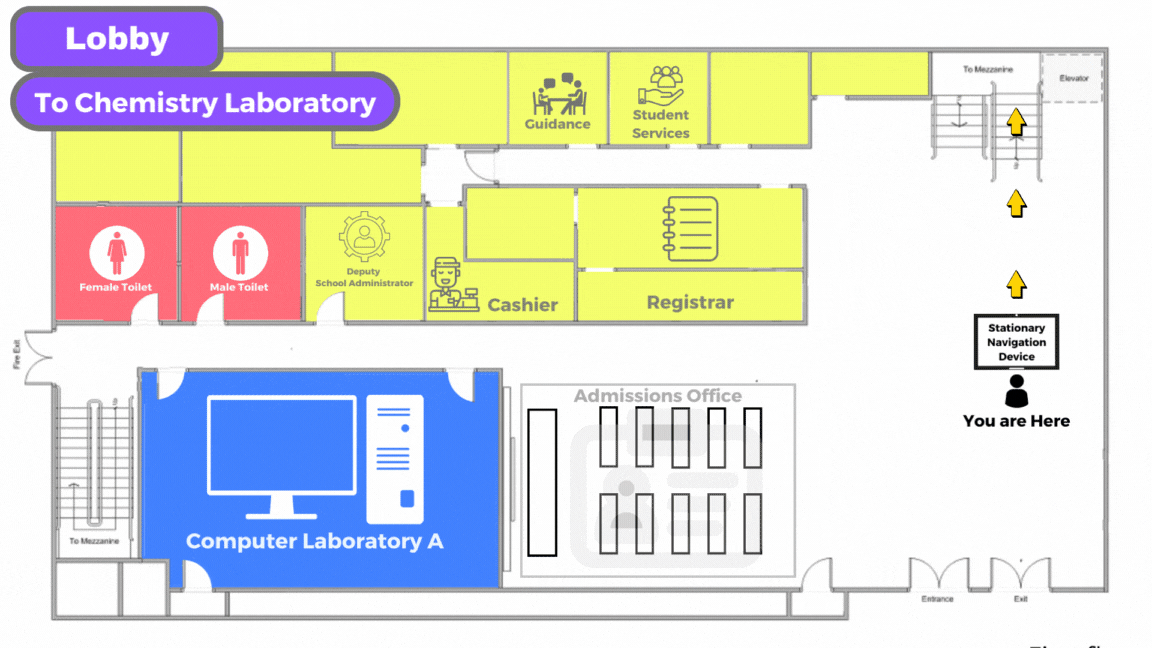 Lobby
To Chemistry Laboratory
To Mezzanine
Elevator
Guidance
Student
Services
Female Toilet
Male Toilet
Deputy
School Administrator
Cashier
Registrar
Fire Exit
Stationary
Navigation
Device
You are Here
Admissions Office
Computer Laboratory A
To Mezzanine
Entrance
Exit